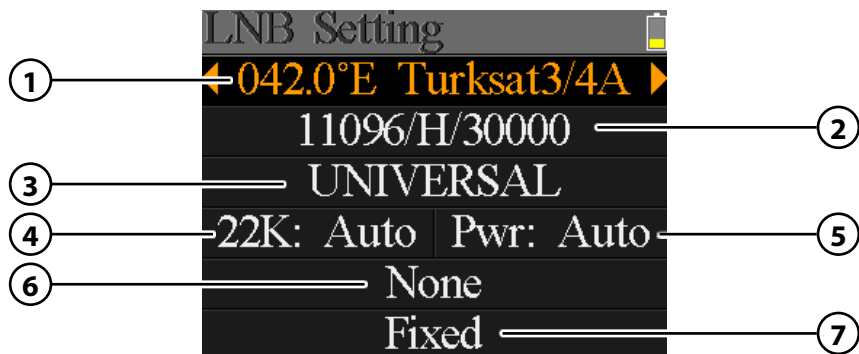 LNB Setting
1 042.0°E Turksat3/4A
11096/H/30000 2
3 UNIVERSAL
4 22K: Auto Pwr: Auto 5
6 None
Fixed 7